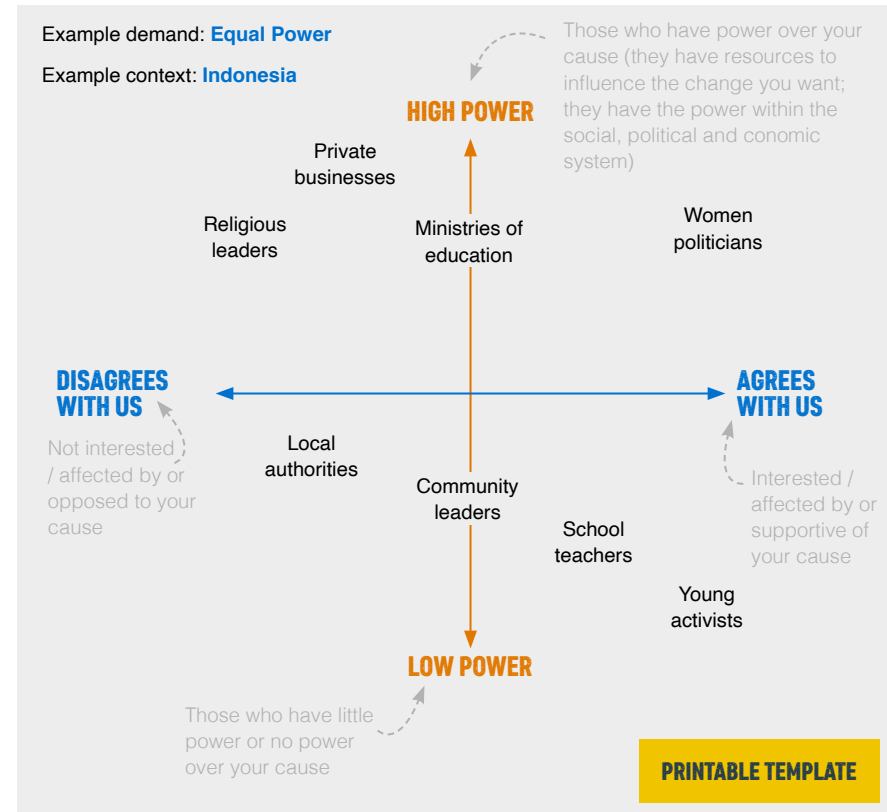 Example demand: Equal Power
Example context: Indonesia
Those who have power over your
cause (they have resources to
influence the change you want;
they have the power within the
social, political and conomic
system)
HIGH POWER
Private
businesses
Religious
leaders
Ministries of
education
Women
politicians
DISAGREES
WITH US
AGREES
WITH US
Not interested
/ affected by or
opposed to your
cause
Local
authorities
Community
leaders
Interested /
affected by or
supportive of
your cause
School
teachers
Young
activists
LOW POWER
Those who have little
power or no power
over your cause
PRINTABLE TEMPLATE